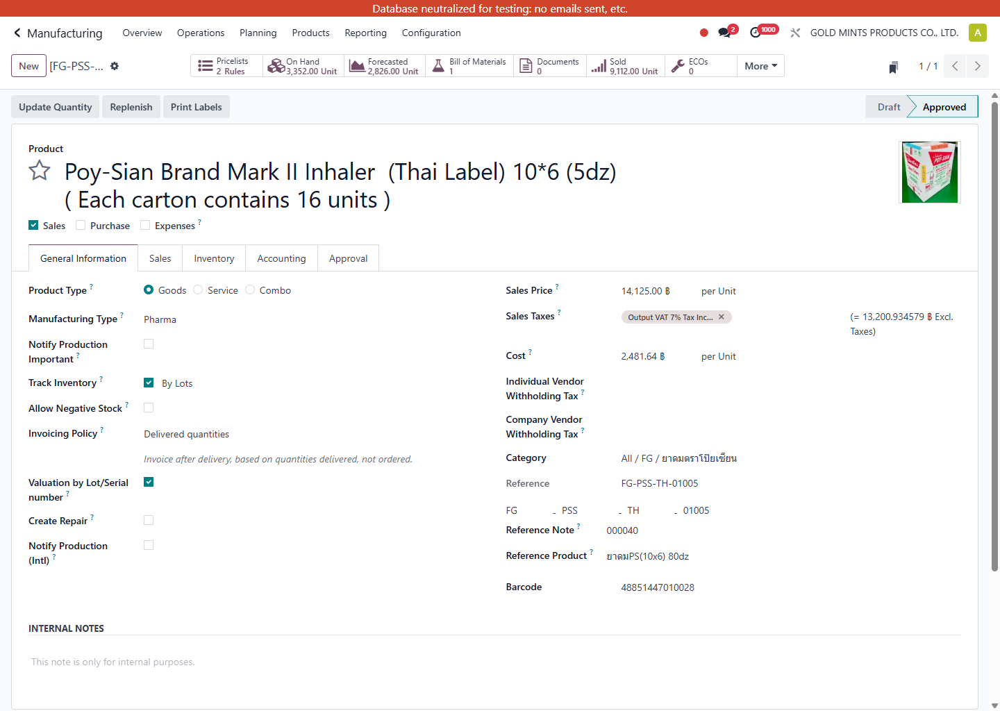 Database neutralized for testing: no emails sent, etc.
Manufacturing Overview Operations Planning Products Reporting Configuration 2 1000 GOLD MINTS PRODUCTS CO., LTD. A
New [FG-PSS-... Pricelists 2 Rules On Hand 3,352.00 Unit Forecasted 2,826.00 Unit Bill of Materials 1 Documents 0 Sold 9,112.00 Unit ECOs 0 More 1 / 1
Update Quantity Replenish Print Labels Draft Approved
Product
Poy-Sian Brand Mark II Inhaler (Thai Label) 10*6 (5dz)
( Each carton contains 16 units )
POY-SIAN
Sales Purchase Expenses ?
General Information Sales Inventory Accounting Approval
Product Type ? Goods Service Combo
Manufacturing Type ? Pharma
Notify Production
Important ?
Track Inventory ? By Lots
Allow Negative Stock ?
Invoicing Policy ? Delivered quantities
Invoice after delivery, based on quantities delivered, not ordered.
Valuation by Lot/Serial
number ?
Create Repair ?
Notify Production
(Intl) ?
Sales Price ? 14,125.00 ฿ per Unit
Sales Taxes ? Output VAT 7% Tax Inc... (= 13,200.934579 ฿ Excl.
Taxes)
Cost ? 2,481.64 ฿ per Unit
Individual Vendor
Withholding Tax ?
Company Vendor
Withholding Tax ?
Category All / FG / ยาดมตราโป๊ยเซียน
Reference FG-PSS-TH-01005
FG - PSS - TH - 01005
Reference Note ? 000040
Reference Product ? ยาดมPS(10x6) 80dz
Barcode 48851447010028
INTERNAL NOTES
This note is only for internal purposes.